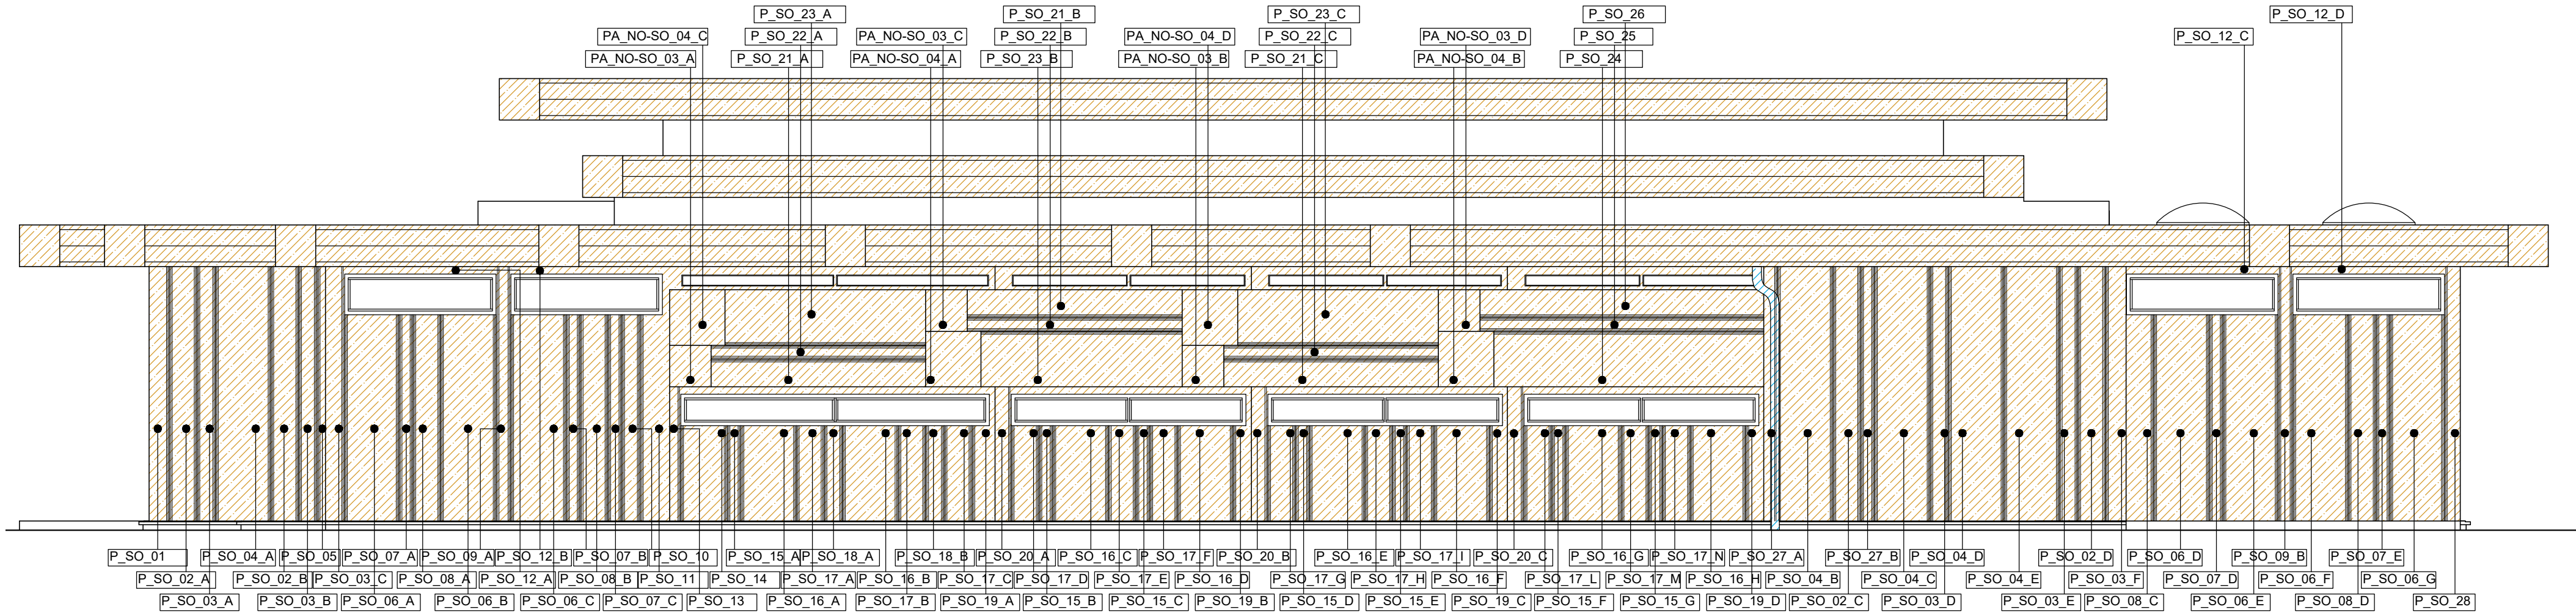 P_SO_23_A P_SO_21_B P_SO_23_C P_SO_26 P_SO_12_D
PA_NO-SO_04_C P_SO_22_A PA_NO-SO_03_C P_SO_22_B PA_NO-SO_04_D P_SO_22_C PA_NO-SO_03_D P_SO_25 P_SO_12_C
PA_NO-SO_03_A P_SO_21_A PA_NO-SO_04_A P_SO_23_B PA_NO-SO_03_B P_SO_21_C PA_NO-SO_04_B P_SO_24
P_SO_01 P_SO_04_A P_SO_05 P_SO_07_A P_SO_09_A P_SO_12_B P_SO_07_B P_SO_10 P_SO_15_A P_SO_18_A P_SO_18_B P_SO_20_A P_SO_16_C P_SO_17_F P_SO_20_B P_SO_16_E P_SO_17_I P_SO_20_C P_SO_16_G P_SO_17_N P_SO_27_A P_SO_27_B P_SO_04_D P_SO_02_D P_SO_06_D P_SO_09_B P_SO_07_E
P_SO_02_A P_SO_02_B P_SO_03_C P_SO_08_A P_SO_12_A P_SO_08_B P_SO_11 P_SO_14 P_SO_17_A P_SO_16_B P_SO_17_C P_SO_17_D P_SO_17_E P_SO_16_D P_SO_17_G P_SO_17_H P_SO_16_F P_SO_17_L P_SO_17_M P_SO_16_H P_SO_04_B P_SO_04_C P_SO_04_E P_SO_03_F P_SO_07_D P_SO_06_F P_SO_06_G
P_SO_03_A P_SO_03_B P_SO_06_A P_SO_06_B P_SO_06_C P_SO_07_C P_SO_13 P_SO_16_A P_SO_17_B P_SO_19_A P_SO_15_B P_SO_15_C P_SO_19_B P_SO_15_D P_SO_15_E P_SO_19_C P_SO_15_F P_SO_15_G P_SO_19_D P_SO_02_C P_SO_03_D P_SO_03_E P_SO_08_C P_SO_06_E P_SO_08_D P_SO_28